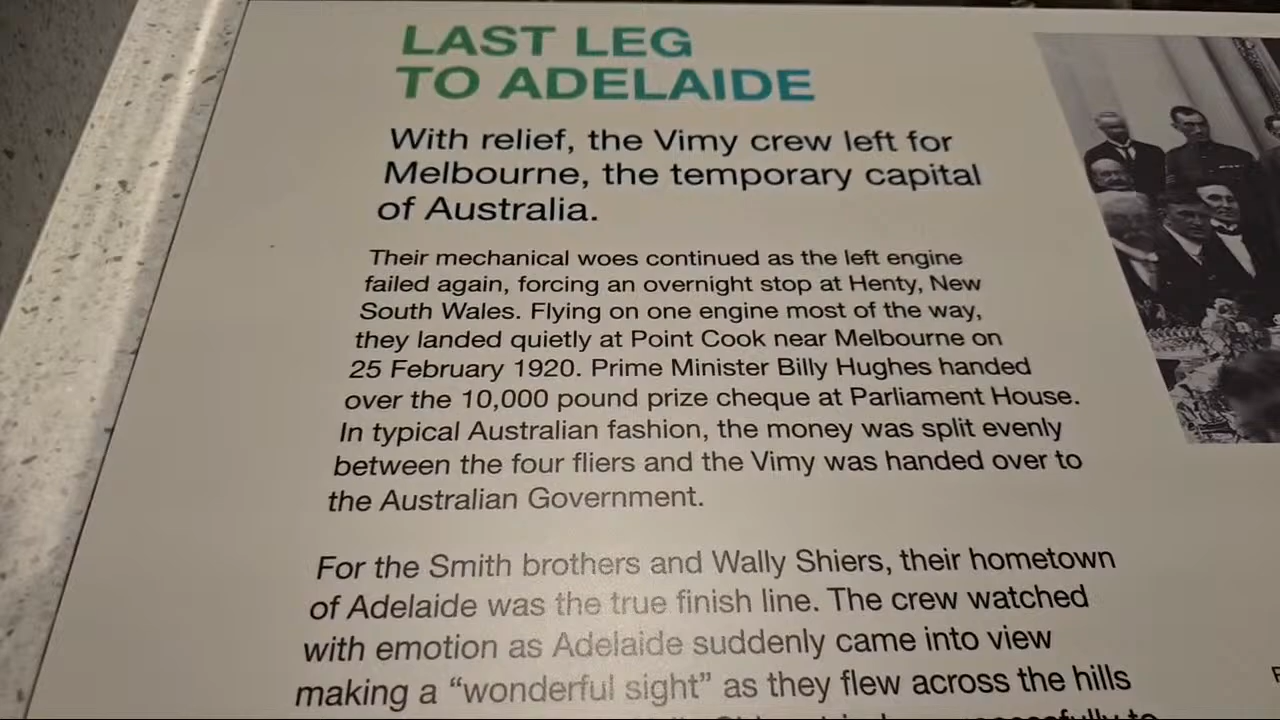 LAST LEG
TO ADELAIDE
With relief, the Vimy crew left for
Melbourne, the temporary capital
of Australia.
Their mechanical woes continued as the left engine
failed again, forcing an overnight stop at Henty, New
South Wales. Flying on one engine most of the way,
they landed quietly at Point Cook near Melbourne on
25 February 1920. Prime Minister Billy Hughes handed
over the 10,000 pound prize cheque at Parliament House.
In typical Australian fashion, the money was split evenly
between the four fliers and the Vimy was handed over to
the Australian Government.
For the Smith brothers and Wally Shiers, their hometown
of Adelaide was the true finish line. The crew watched
with emotion as Adelaide suddenly came into view
making a “wonderful sight” as they flew across the hills